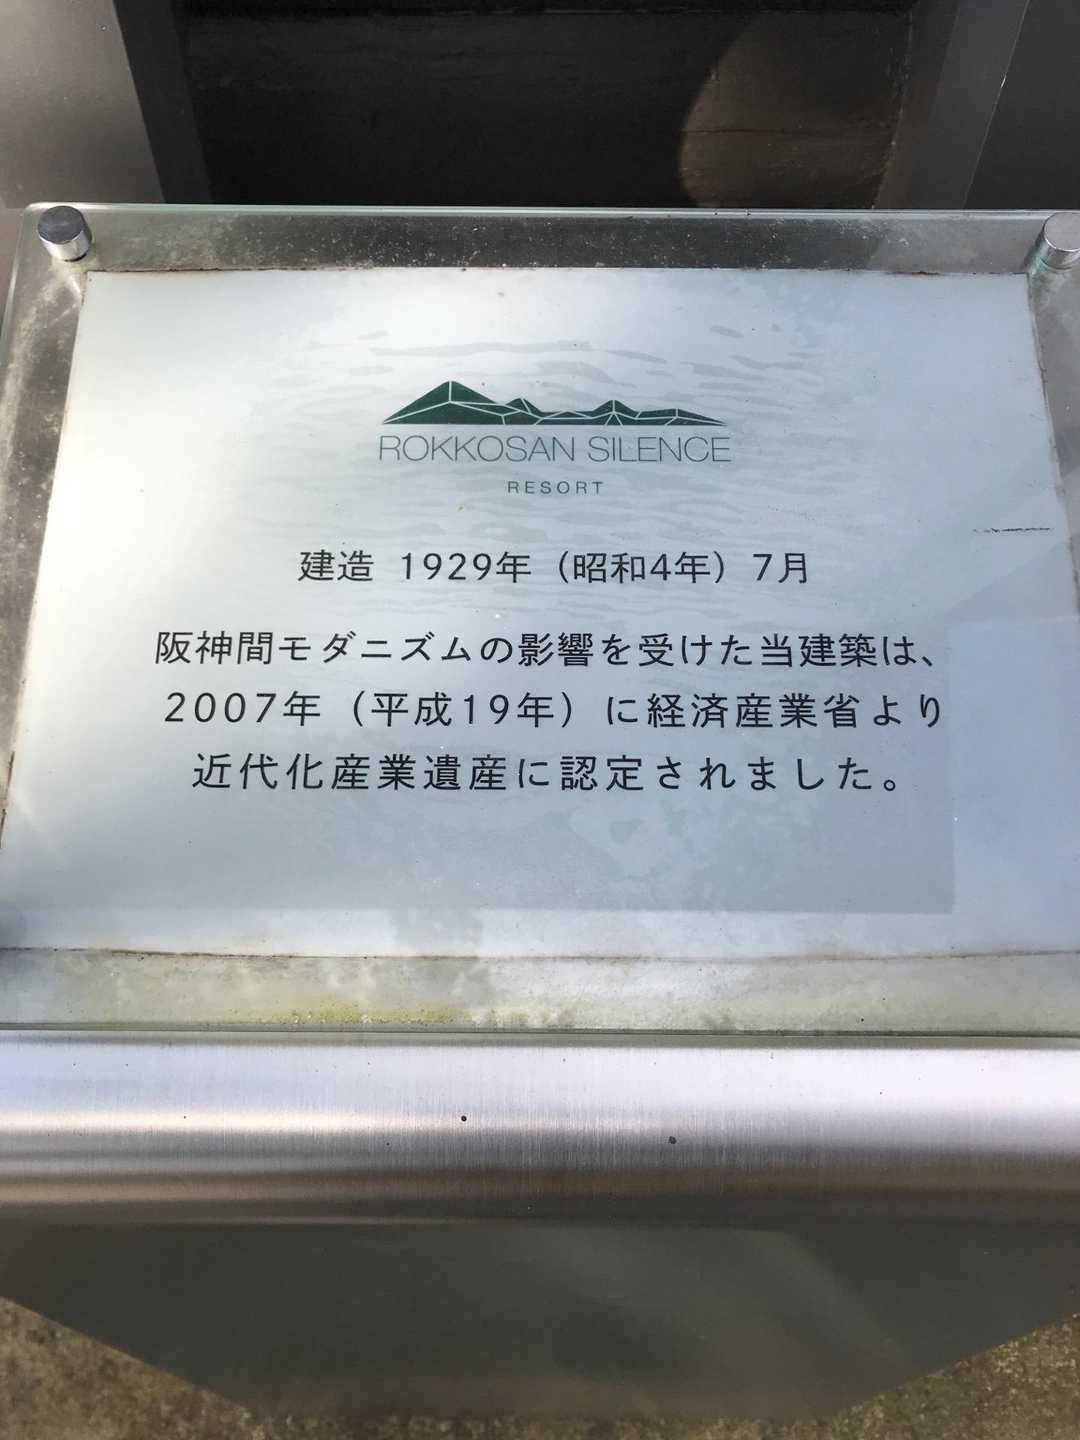 ROKKOSAN SILENCE
RESORT
建造 1929年（昭和4年）7月
阪神間モダニズムの影響を受けた当建築は、
2007年（平成19年）に経済産業省より
近代化産業遺産に認定されました。